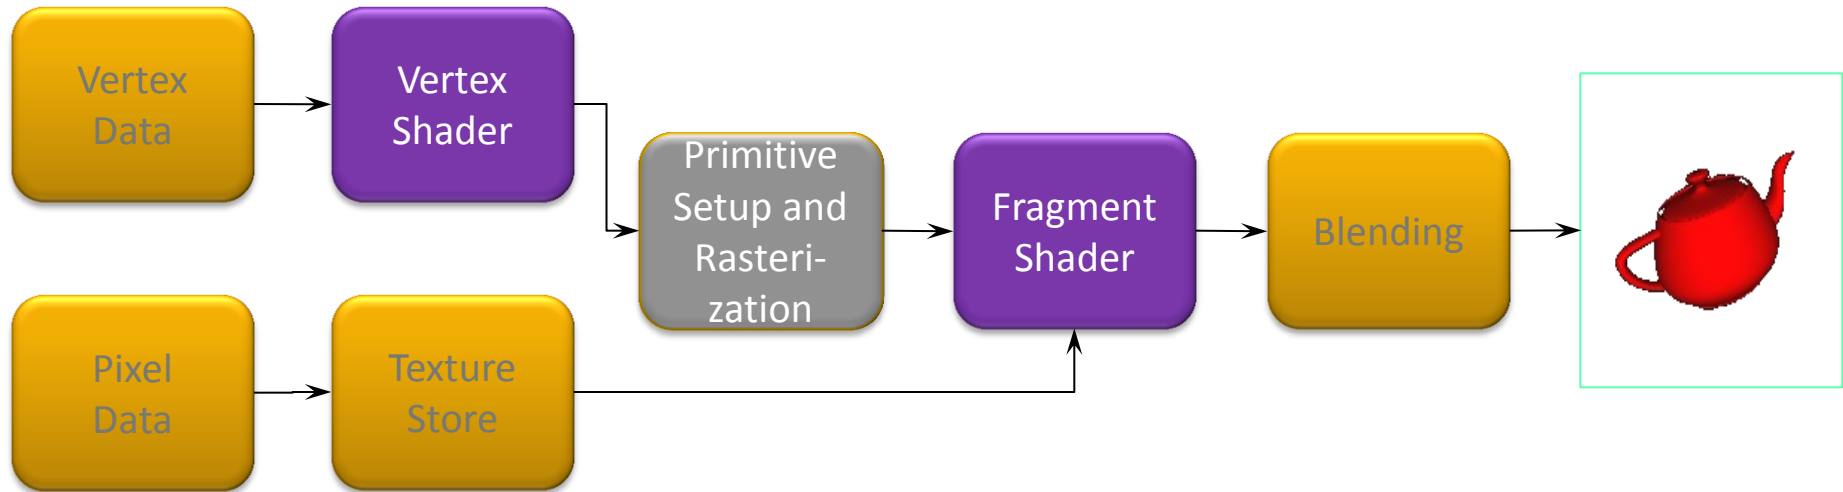 Vertex
Data
Vertex
Shader
Primitive
Setup and
Rasteri-
zation
Fragment
Shader
Blending
Pixel
Data
Texture
Store